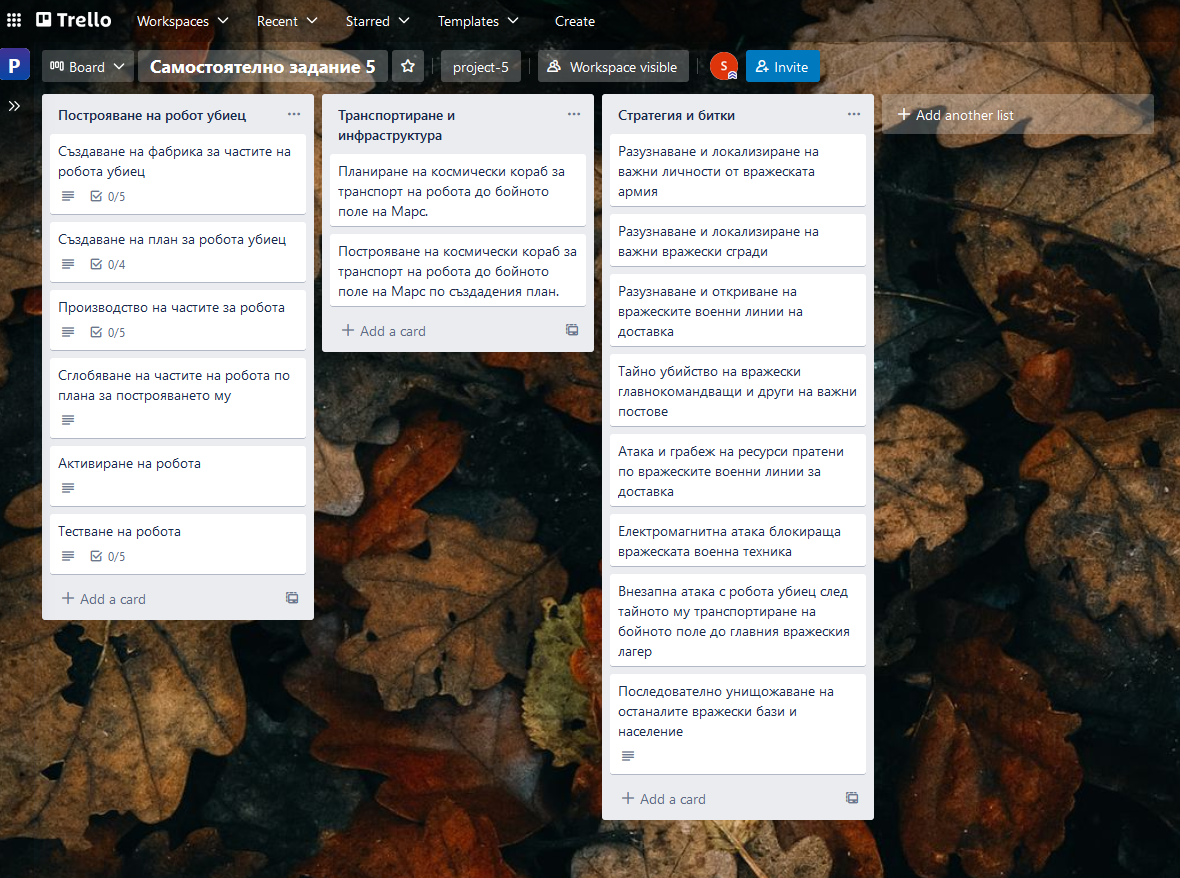 Trello Workspaces Recent Starred Templates Create
P Board Самостоятелно задание 5 project-5 Workspace visible S Invite
Построяване на робот убиец
Създаване на фабрика за частите на
робота убиец
0/5
Създаване на план за робота убиец
0/4
Производство на частите за робота
0/5
Сглобяване на частите на робота по
плана за построяването му
Активиране на робота
Тестване на робота
0/5
Add a card
Транспортиране и
инфраструктура
Планиране на космически кораб за
транспорт на робота до бойното
поле на Марс.
Построяване на космически кораб за
транспорт на робота до бойното
поле на Марс по създадения план.
Add a card
Стратегия и битки
Разузнаване и локализиране на
важни личности от вражеската
армия
Разузнаване и локализиране на
важни вражески сгради
Разузнаване и откриване на
вражеските военни линии на
доставка
Тайно убийство на вражески
главнокомандващи и други на важни
постове
Атака и грабеж на ресурси пратени
по вражеските военни линии за
доставка
Електромагнитна атака блокираща
вражеската военна техника
Внезапна атака с робота убиец след
тайното му транспортиране на
бойното поле до главния вражеския
лагер
Последователно унищожаване на
останалите вражески бази и
население
Add a card
Add another list